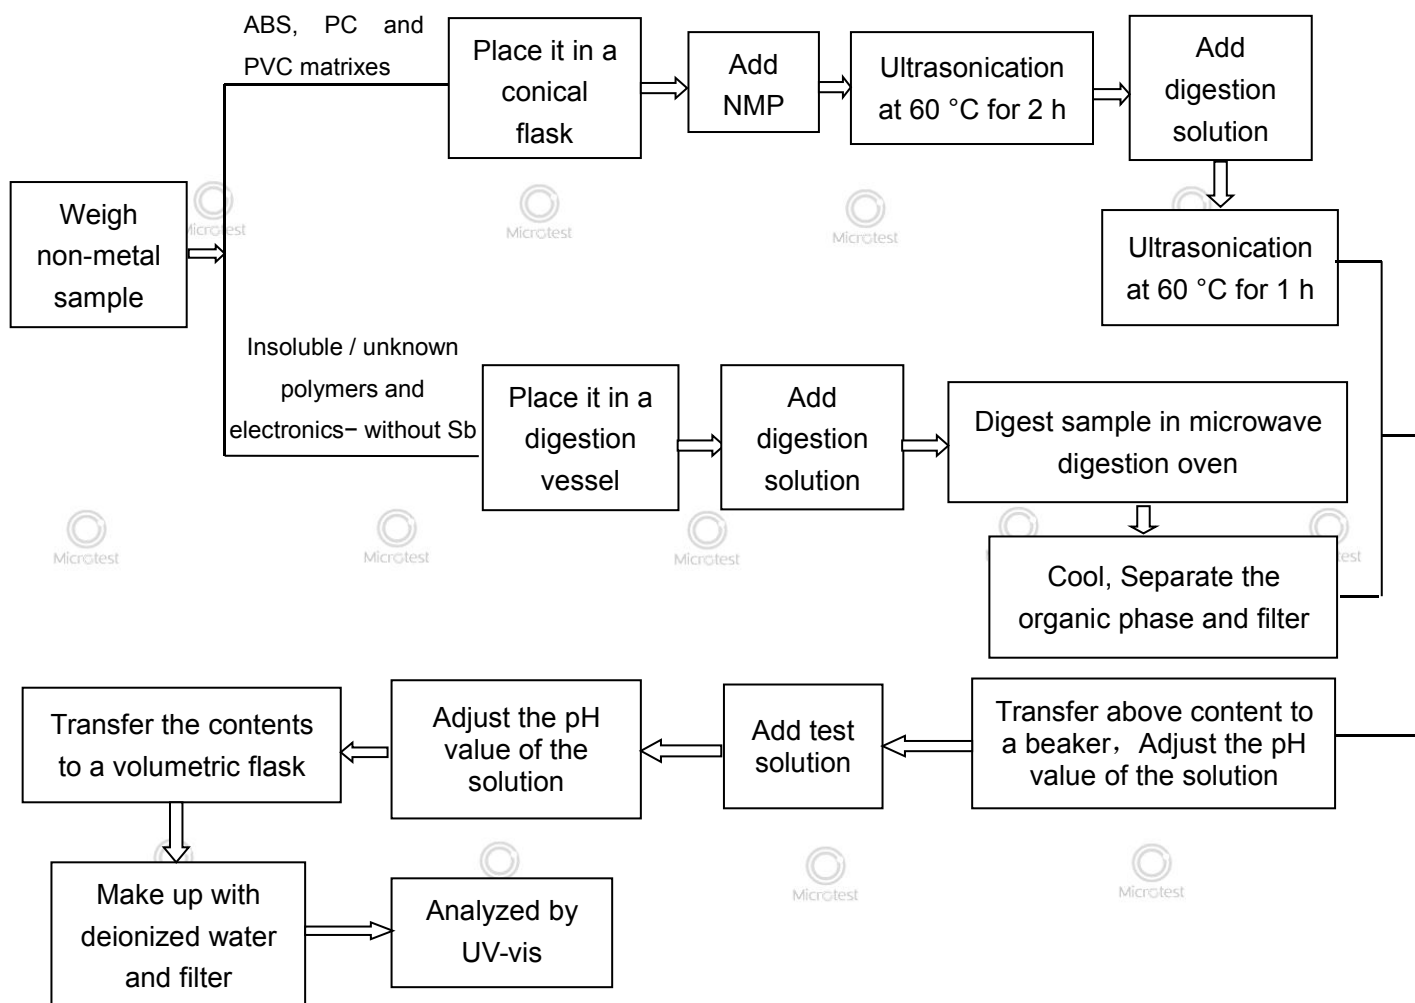 ABS, PC and
PVC matrixes
Place it in a
conical
flask
Add
NMP
Ultrasonication
at 60 °C for 2 h
Add
digestion
solution
Weigh
non-metal
sample
Microtest
Microtest
Microtest
Ultrasonication
at 60 °C for 1 h
Insoluble / unknown
polymers and
electronics− without Sb
Place it in a
digestion
vessel
Add
digestion
solution
Digest sample in microwave
digestion oven
Microtest
Microtest
Microtest
Cool, Separate the
organic phase and filter
Transfer above content to
a beaker, Adjust the pH
value of the solution
Add test
solution
Adjust the pH
value of the
solution
Transfer the contents
to a volumetric flask
Make up with
deionized water
and filter
Analyzed by
UV-vis
Microtest
Microtest
Microtest